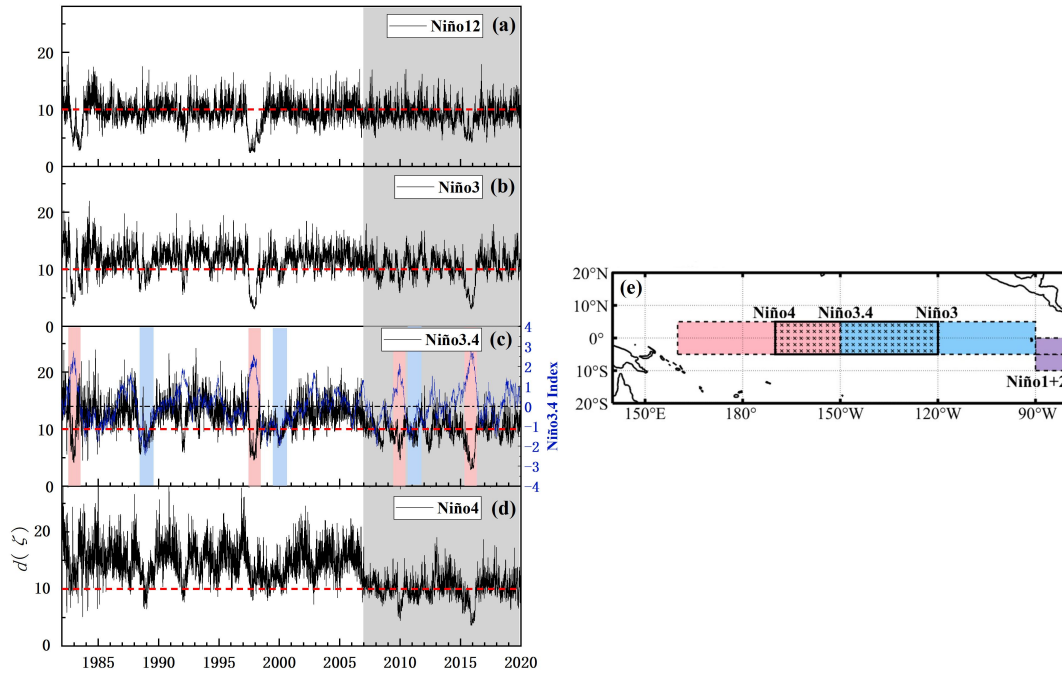 Niño12 (a)
20
10
0
Niño3 (b)
20
10
0
Niño3.4 (c)
20
10
0
4
3
2
1
0
−1
−2
−3
−4
Niño3.4 Index
Niño4 (d)
20
10
0
d(ζ)
1985 1990 1995 2000 2005 2010 2015 2020
(e)
20°N
10°N
0°
10°S
20°S
Niño4 Niño3.4 Niño3
Niño1+2
150°E 180° 150°W 120°W 90°W